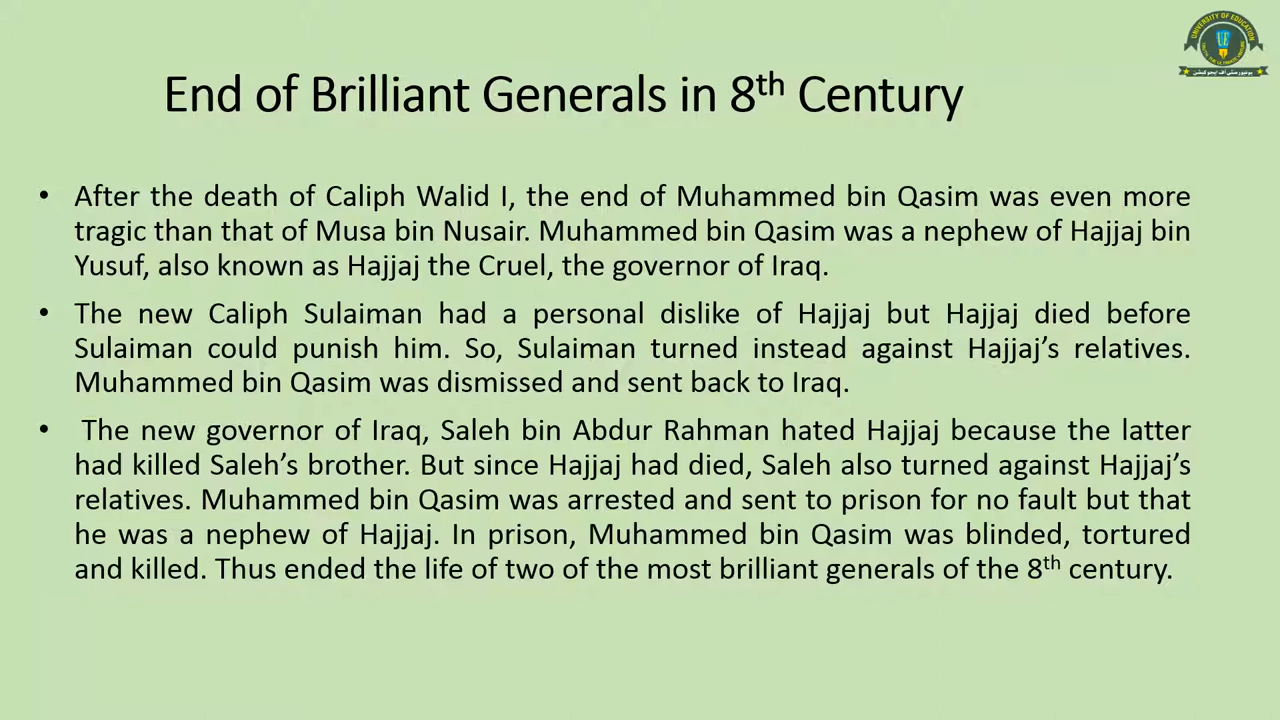 UNIVERSITY OF EDUCATION
UE
یونیورسٹی آف ایجوکیشن
End of Brilliant Generals in 8th Century
• After the death of Caliph Walid I, the end of Muhammed bin Qasim was even more
tragic than that of Musa bin Nusair. Muhammed bin Qasim was a nephew of Hajjaj bin
Yusuf, also known as Hajjaj the Cruel, the governor of Iraq.
• The new Caliph Sulaiman had a personal dislike of Hajjaj but Hajjaj died before
Sulaiman could punish him. So, Sulaiman turned instead against Hajjaj’s relatives.
Muhammed bin Qasim was dismissed and sent back to Iraq.
• The new governor of Iraq, Saleh bin Abdur Rahman hated Hajjaj because the latter
had killed Saleh’s brother. But since Hajjaj had died, Saleh also turned against Hajjaj’s
relatives. Muhammed bin Qasim was arrested and sent to prison for no fault but that
he was a nephew of Hajjaj. In prison, Muhammed bin Qasim was blinded, tortured
and killed. Thus ended the life of two of the most brilliant generals of the 8th century.